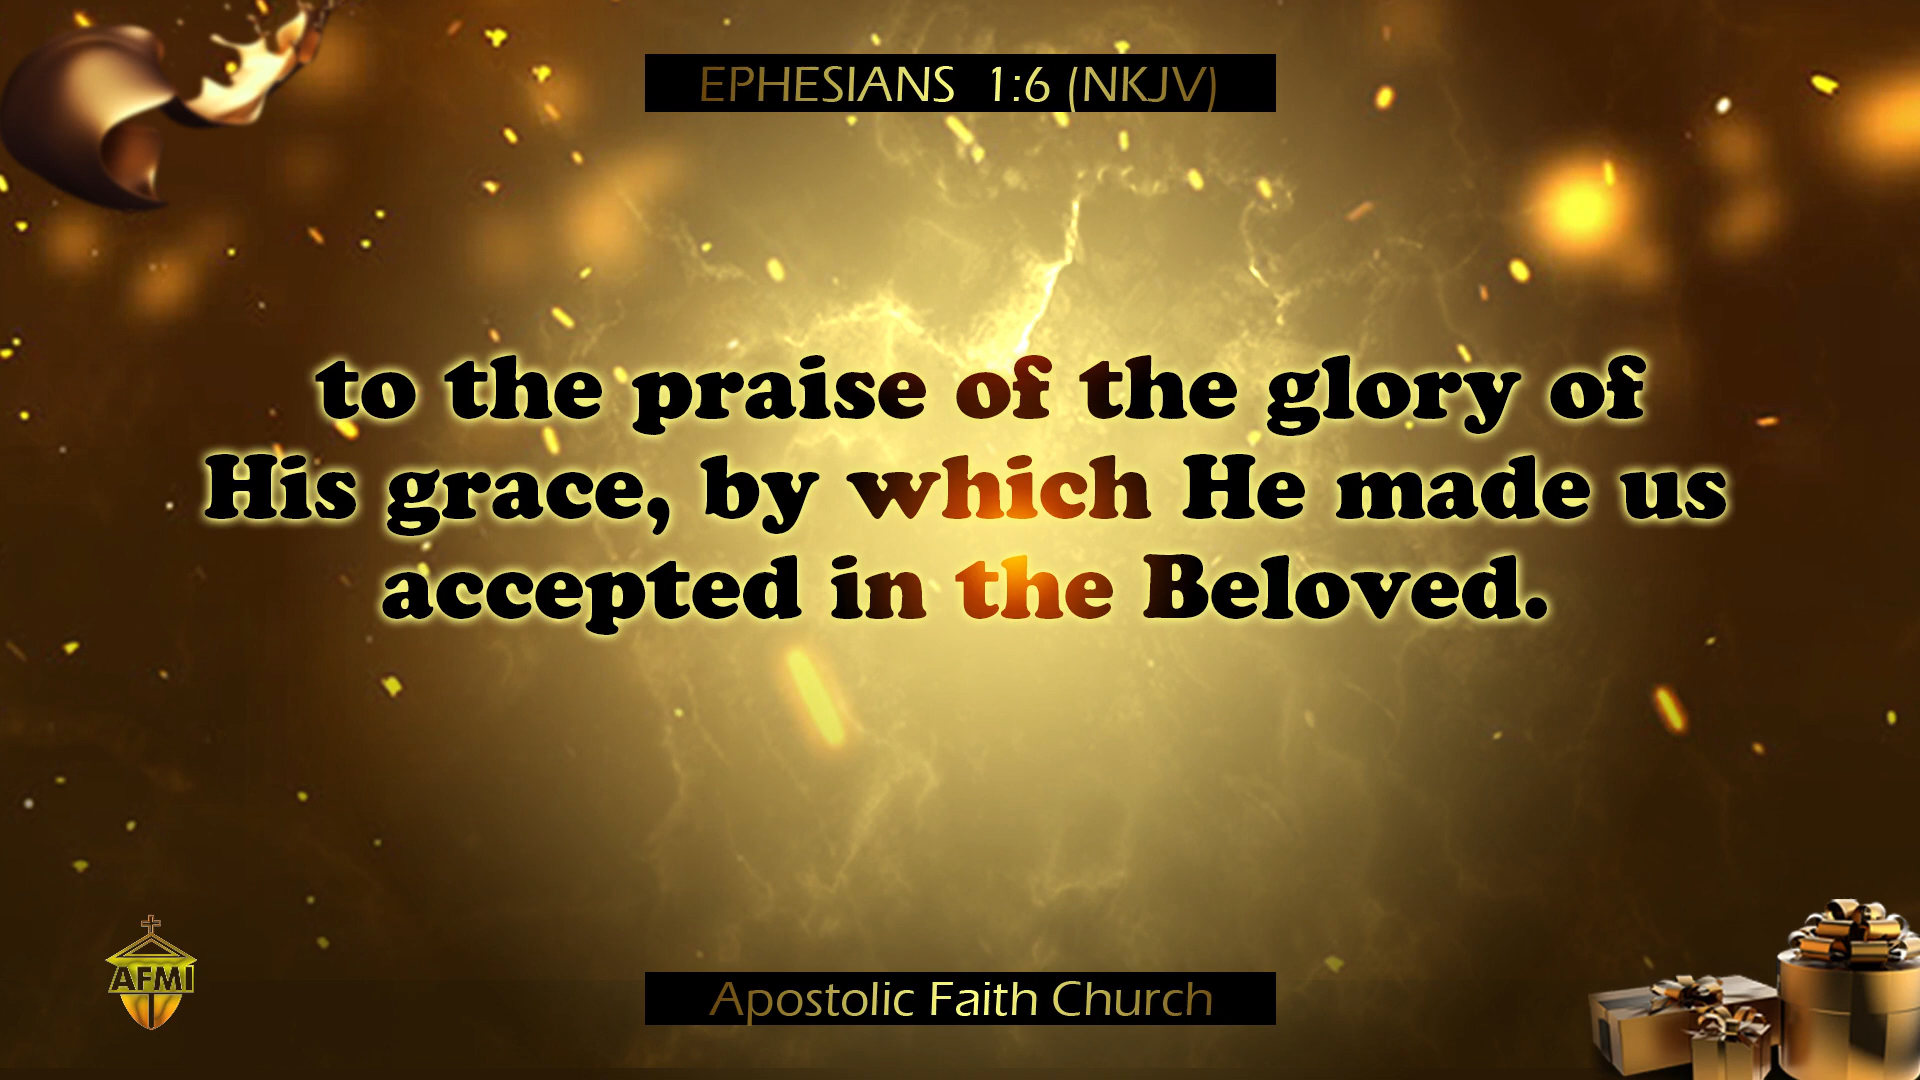 EPHESIANS 1:6 (NKJV)
to the praise of the glory of
His grace, by which He made us
accepted in the Beloved.
AFMI
Apostolic Faith Church